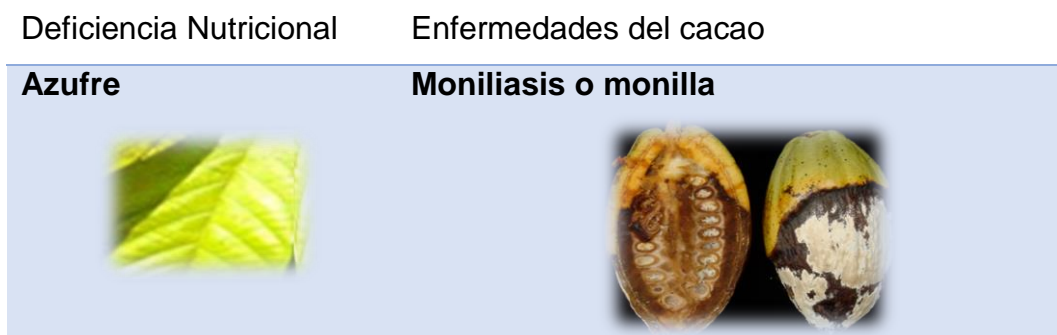 Deficiencia Nutricional Enfermedades del cacao
Azufre Moniliasis o monilla